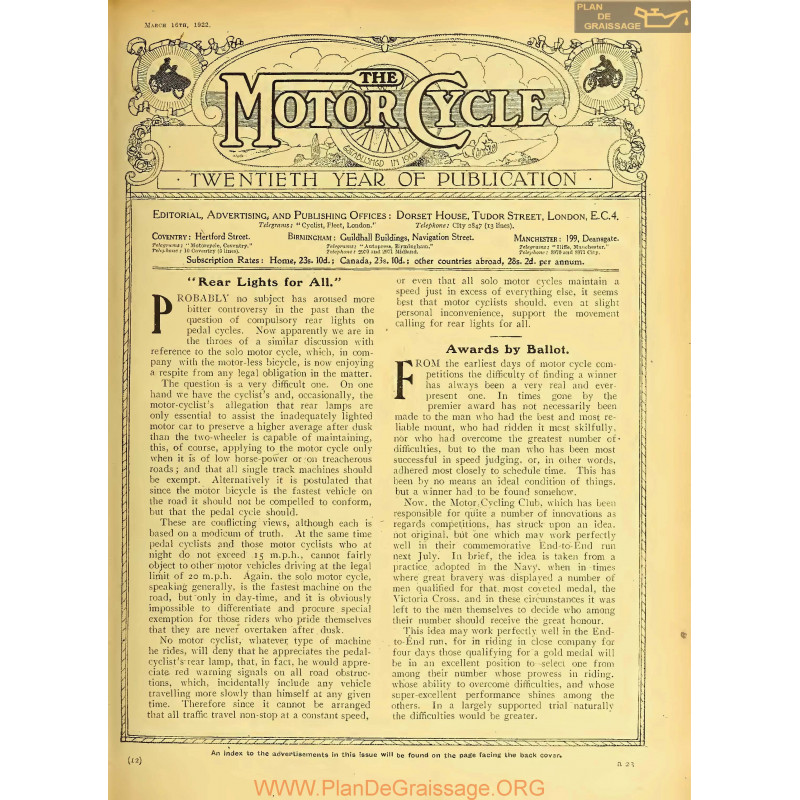 March 16th, 1922.
PLAN
DE
GRAISSAGE
THE
MOTOR CYCLE
ESTABLISHED IN 1903
· TWENTIETH YEAR OF PUBLICATION ·
Editorial, Advertising, and Publishing Offices: Dorset House, Tudor Street, London, E.C.4.
Telegrams: "Cyclist, Fleet, London." Telephone: City 2847 (13 lines).
Coventry: Hertford Street. Birmingham: Guildhall Buildings, Navigation Street. Manchester: 199, Deansgate.
Telegrams: "Motorcycle, Coventry." Telegrams: "Autopress, Birmingham." Telegrams: "Iliffe, Manchester."
Telephone: 10 Coventry (5 lines). Telephone: 2970 and 2971 Midland. Telephone: 8970 and 8971 City.
Subscription Rates: Home, 23s. 10d.; Canada, 23s. 10d.; other countries abroad, 28s. 2d. per annum.
"Rear Lights for All."
PROBABLY no subject has aroused more
bitter controversy in the past than the
question of compulsory rear lights on
pedal cycles. Now apparently we are in
the throes of a similar discussion with
reference to the solo motor cycle, which, in com-
pany with the motor-less bicycle, is now enjoying
a respite from any legal obligation in the matter.
The question is a very difficult one. On one
hand we have the cyclist's and, occasionally, the
motor-cyclist's allegation that rear lamps are
only essential to assist the inadequately lighted
motor car to preserve a higher average after dusk
than the two-wheeler is capable of maintaining,
this, of course, applying to the motor cycle only
when it is of low horse-power or on treacherous
roads; and that all single track machines should
be exempt. Alternatively it is postulated that
since the motor bicycle is the fastest vehicle on
the road it should not be compelled to conform,
but that the pedal cycle should.
These are conflicting views, although each is
based on a modicum of truth. At the same time
pedal cyclists and those motor cyclists who at
night do not exceed 15 m.p.h., cannot fairly
object to other motor vehicles driving at the legal
limit of 20 m.p.h. Again, the solo motor cycle,
speaking generally, is the fastest machine on the
road, but only in day-time, and it is obviously
impossible to differentiate and procure special
exemption for those riders who pride themselves
that they are never overtaken after dusk.
No motor cyclist, whatever type of machine
he rides, will deny that he appreciates the pedal-
cyclist's rear lamp, that, in fact, he would appre-
ciate red warning signals on all road obstruc-
tions, which, incidentally include any vehicle
travelling more slowly than himself at any given
time. Therefore since it cannot be arranged
that all traffic travel non-stop at a constant speed,
or even that all solo motor cycles maintain a
speed just in excess of everything else, it seems
best that motor cyclists should, even at slight
personal inconvenience, support the movement
calling for rear lights for all.
Awards by Ballot.
FROM the earliest days of motor cycle com-
petitions the difficulty of finding a winner
has always been a very real and ever-
present one. In times gone by the
premier award has not necessarily been
made to the man who had the best and most re-
liable mount, who had ridden it most skilfully,
nor who had overcome the greatest number of
difficulties, but to the man who has been most
successful in speed judging, or, in other words,
adhered most closely to schedule time. This has
been by no means an ideal condition of things,
but a winner had to be found somehow.
Now, the Motor Cycling Club, which has been
responsible for quite a number of innovations as
regards competitions, has struck upon an idea,
not original, but one which may work perfectly
well in their commemorative End-to-End run
next July. In brief, the idea is taken from a
practice adopted in the Navy, when in times
where great bravery was displayed a number of
men qualified for that most coveted medal, the
Victoria Cross, and in these circumstances it was
left to the men themselves to decide who among
their number should receive the great honour.
This idea may work perfectly well in the End-
to-End run, for in riding in close company for
four days those qualifying for a gold medal will
be in an excellent position to select one from
among their number whose prowess in riding,
whose ability to overcome difficulties, and whose
super-excellent performance shines among the
others. In a largely supported trial naturally
the difficulties would be greater.
An index to the advertisements in this issue will be found on the page facing the back cover.
(12) B 23
www.PlanDeGraissage.ORG